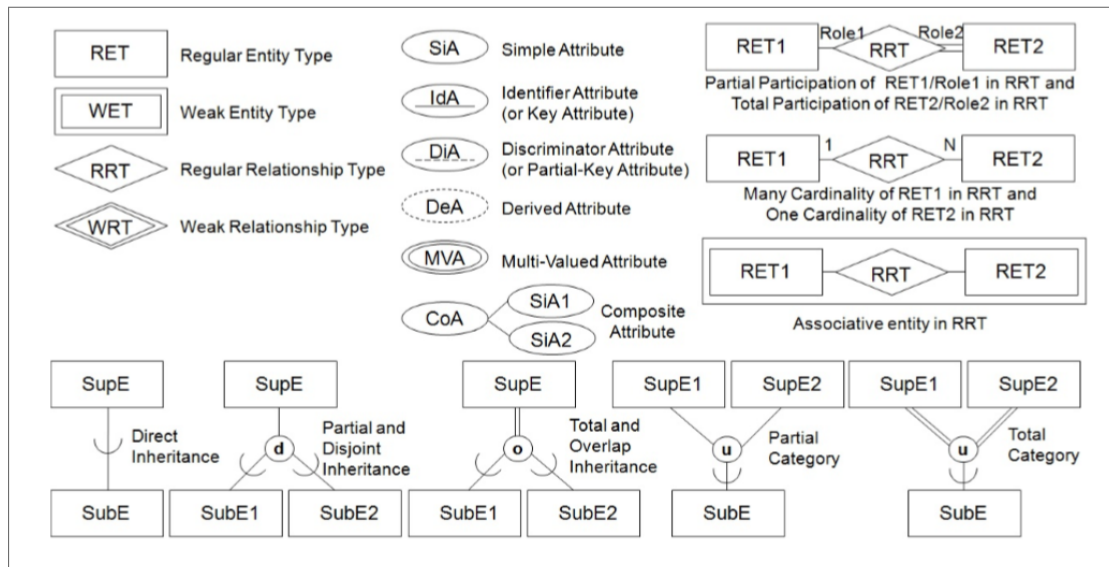 RET
Regular Entity Type
WET
Weak Entity Type
RRT
Regular Relationship Type
WRT
Weak Relationship Type
SiA
Simple Attribute
IdA
Identifier Attribute
(or Key Attribute)
DiA
Discriminator Attribute
(or Partial-Key Attribute)
DeA
Derived Attribute
MVA
Multi-Valued Attribute
CoA
SiA1
SiA2
Composite
Attribute
RET1
Role1
RRT
Role2
RET2
Partial Participation of RET1/Role1 in RRT and
Total Participation of RET2/Role2 in RRT
RET1
1
RRT
N
RET2
Many Cardinality of RET1 in RRT and
One Cardinality of RET2 in RRT
RET1
RRT
RET2
Associative entity in RRT
SupE
Direct
Inheritance
SubE
SupE
d
Partial and
Disjoint
Inheritance
SubE1
SubE2
SupE
o
Total and
Overlap
Inheritance
SubE1
SubE2
SupE1
SupE2
u
Partial
Category
SubE
SupE1
SupE2
u
Total
Category
SubE